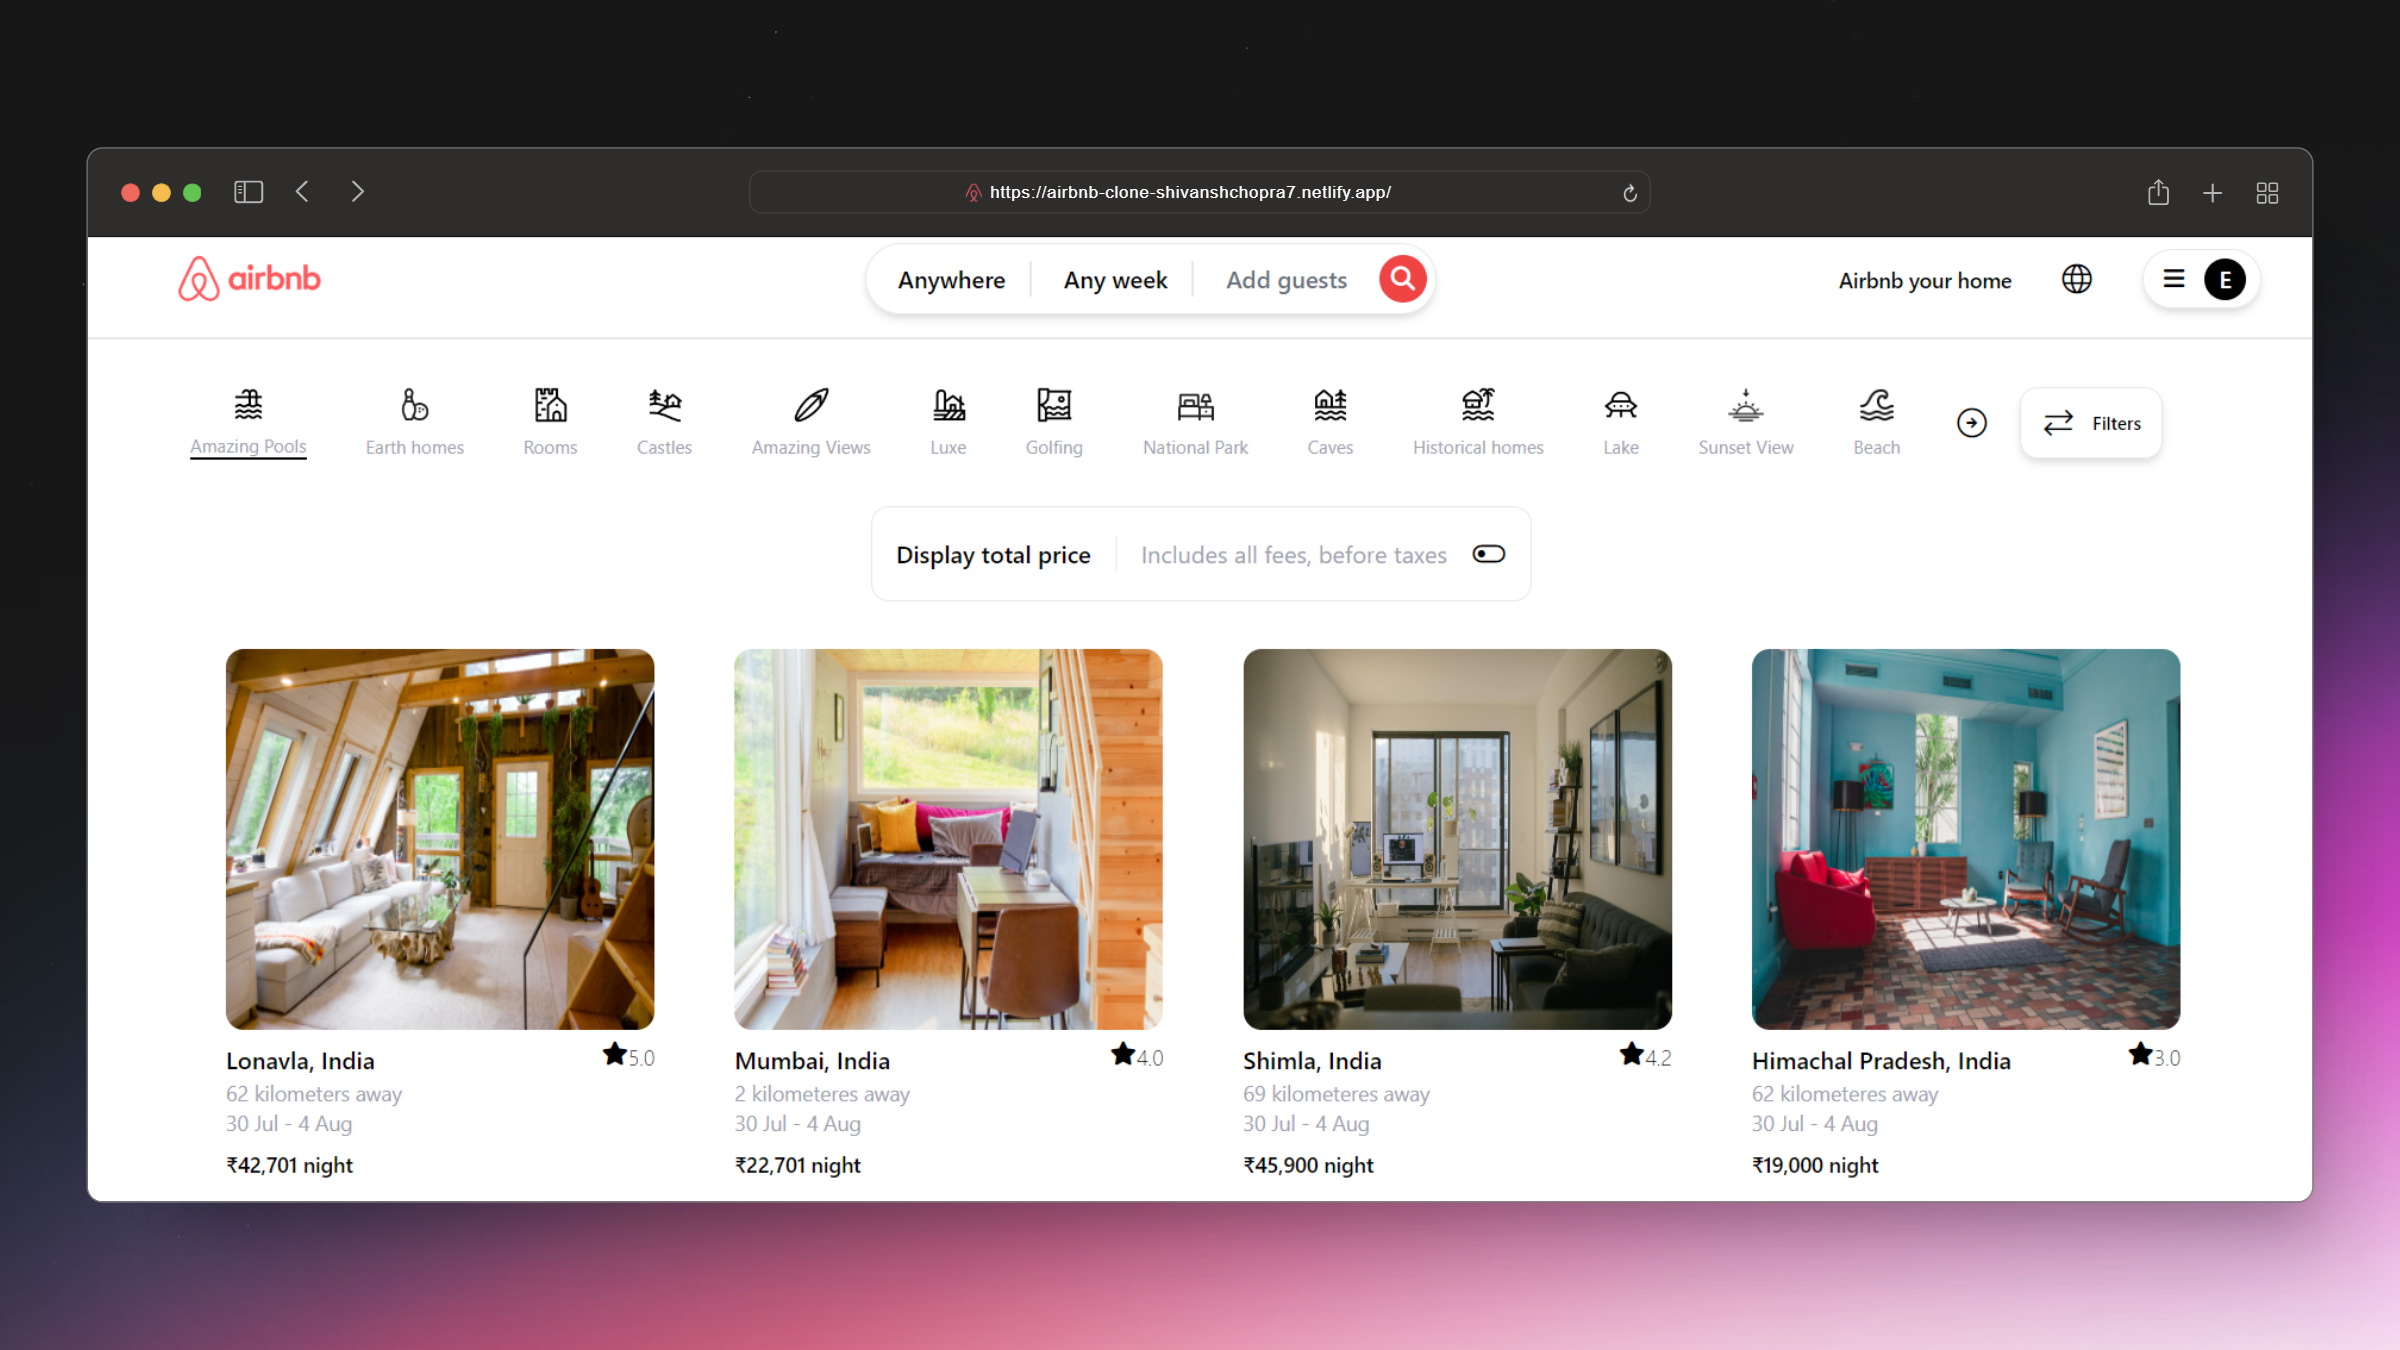 https://airbnb-clone-shivanshchopra7.netlify.app/
airbnb
Anywhere
Any week
Add guests
Airbnb your home
E
Amazing Pools
Earth homes
Rooms
Castles
Amazing Views
Luxe
Golfing
National Park
Caves
Historical homes
Lake
Sunset View
Beach
Filters
Display total price
Includes all fees, before taxes
Lonavla, India
5.0
62 kilometers away
30 Jul - 4 Aug
₹42,701 night
Mumbai, India
4.0
2 kilometeres away
30 Jul - 4 Aug
₹22,701 night
Shimla, India
4.2
69 kilometeres away
30 Jul - 4 Aug
₹45,900 night
Himachal Pradesh, India
3.0
62 kilometeres away
30 Jul - 4 Aug
₹19,000 night